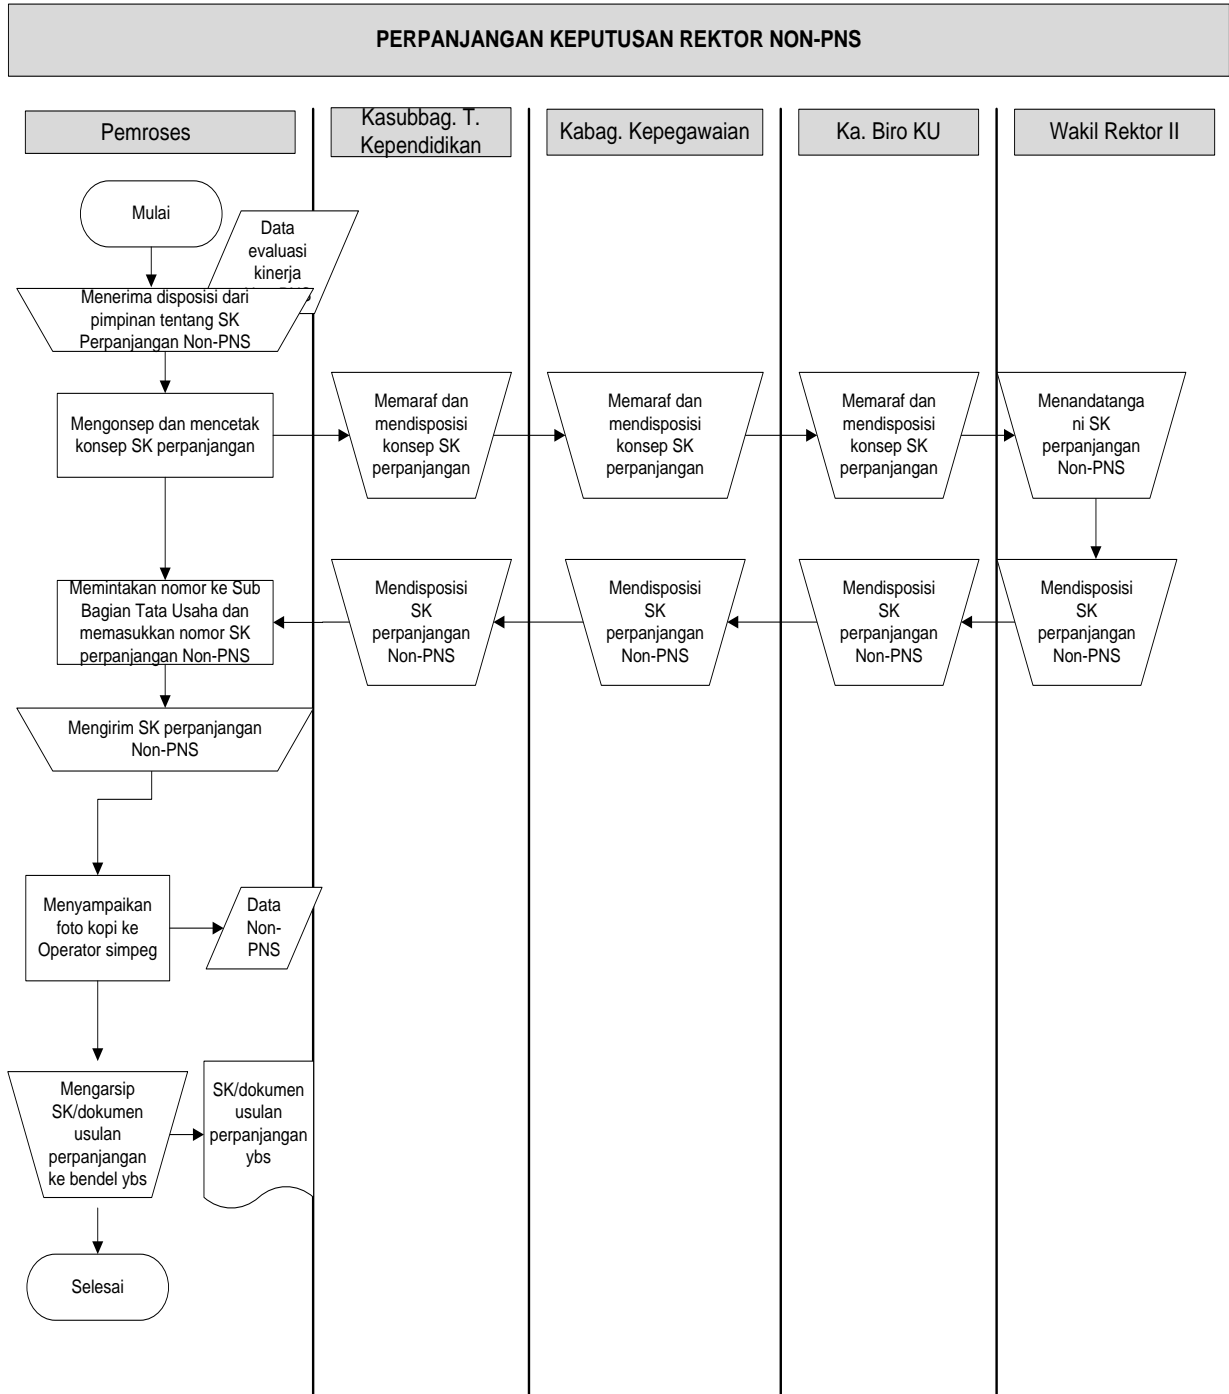 PERPANJANGAN KEPUTUSAN REKTOR NON-PNS
Pemroses
Kasubbag. T.
Kependidikan
Kabag. Kepegawaian
Ka. Biro KU
Wakil Rektor II
Mulai
Data
evaluasi
kinerja
Menerima disposisi dari
pimpinan tentang SK
Perpanjangan Non-PNS
Mengonsep dan mencetak
konsep SK perpanjangan
Memaraf dan
mendisposisi
konsep SK
perpanjangan
Memaraf dan
mendisposisi
konsep SK
perpanjangan
Memaraf dan
mendisposisi
konsep SK
perpanjangan
Menandatanga
ni SK
perpanjangan
Non-PNS
Memintakan nomor ke Sub
Bagian Tata Usaha dan
memasukkan nomor SK
perpanjangan Non-PNS
Mendisposisi
SK
perpanjangan
Non-PNS
Mendisposisi
SK
perpanjangan
Non-PNS
Mendisposisi
SK
perpanjangan
Non-PNS
Mendisposisi
SK
perpanjangan
Non-PNS
Mengirim SK perpanjangan
Non-PNS
Menyampaikan
foto kopi ke
Operator simpeg
Data
Non-
PNS
Mengarsip
SK/dokumen
usulan
perpanjangan
ke bendel ybs
SK/dokumen
usulan
perpanjangan
ybs
Selesai